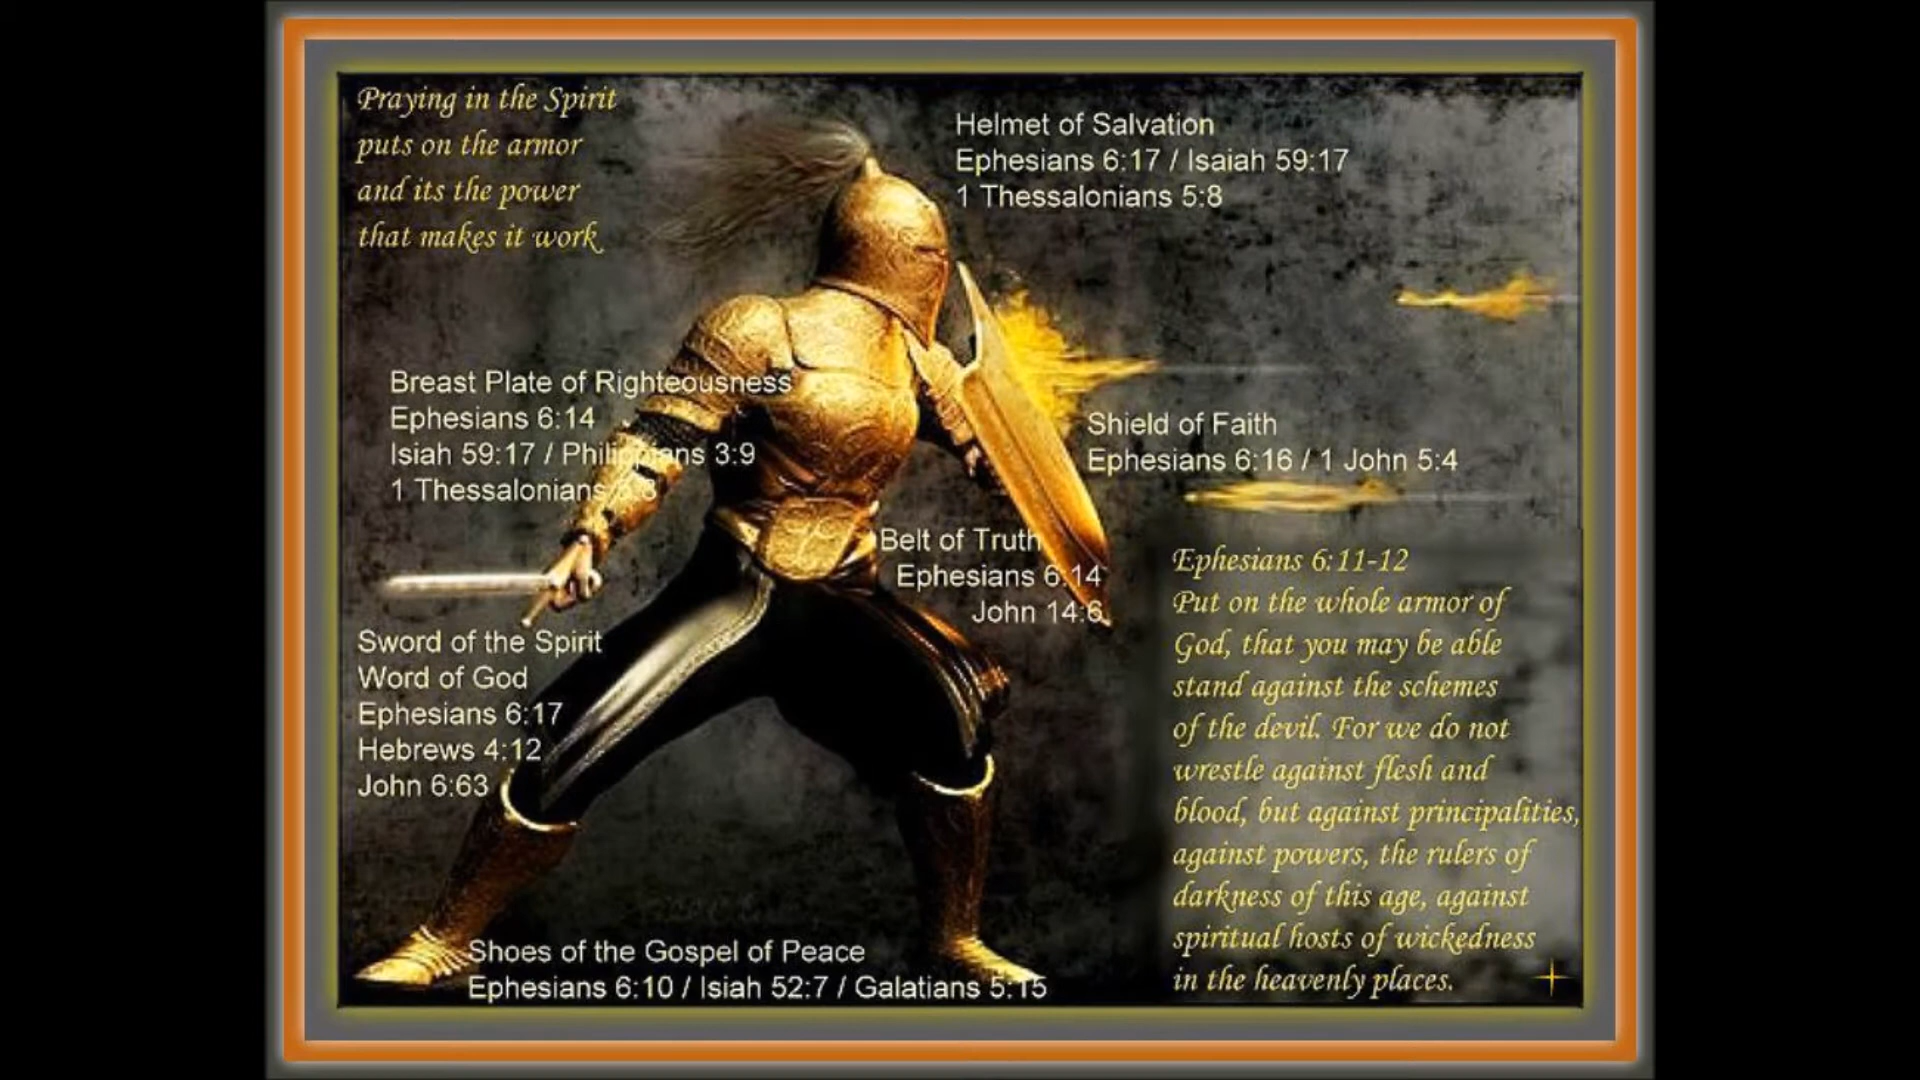 Praying in the Spirit
puts on the armor
and its the power
that makes it work
Helmet of Salvation
Ephesians 6:17 / Isaiah 59:17
1 Thessalonians 5:8
Breast Plate of Righteousness
Ephesians 6:14
Isiah 59:17 / Philippians 3:9
1 Thessalonians 5:8
Shield of Faith
Ephesians 6:16 / 1 John 5:4
Belt of Truth
Ephesians 6:14
John 14:6
Sword of the Spirit
Word of God
Ephesians 6:17
Hebrews 4:12
John 6:63
Shoes of the Gospel of Peace
Ephesians 6:10 / Isiah 52:7 / Galatians 5:15
Ephesians 6:11-12
Put on the whole armor of
God, that you may be able
stand against the schemes
of the devil. For we do not
wrestle against flesh and
blood, but against principalities,
against powers, the rulers of
darkness of this age, against
spiritual hosts of wickedness
in the heavenly places.